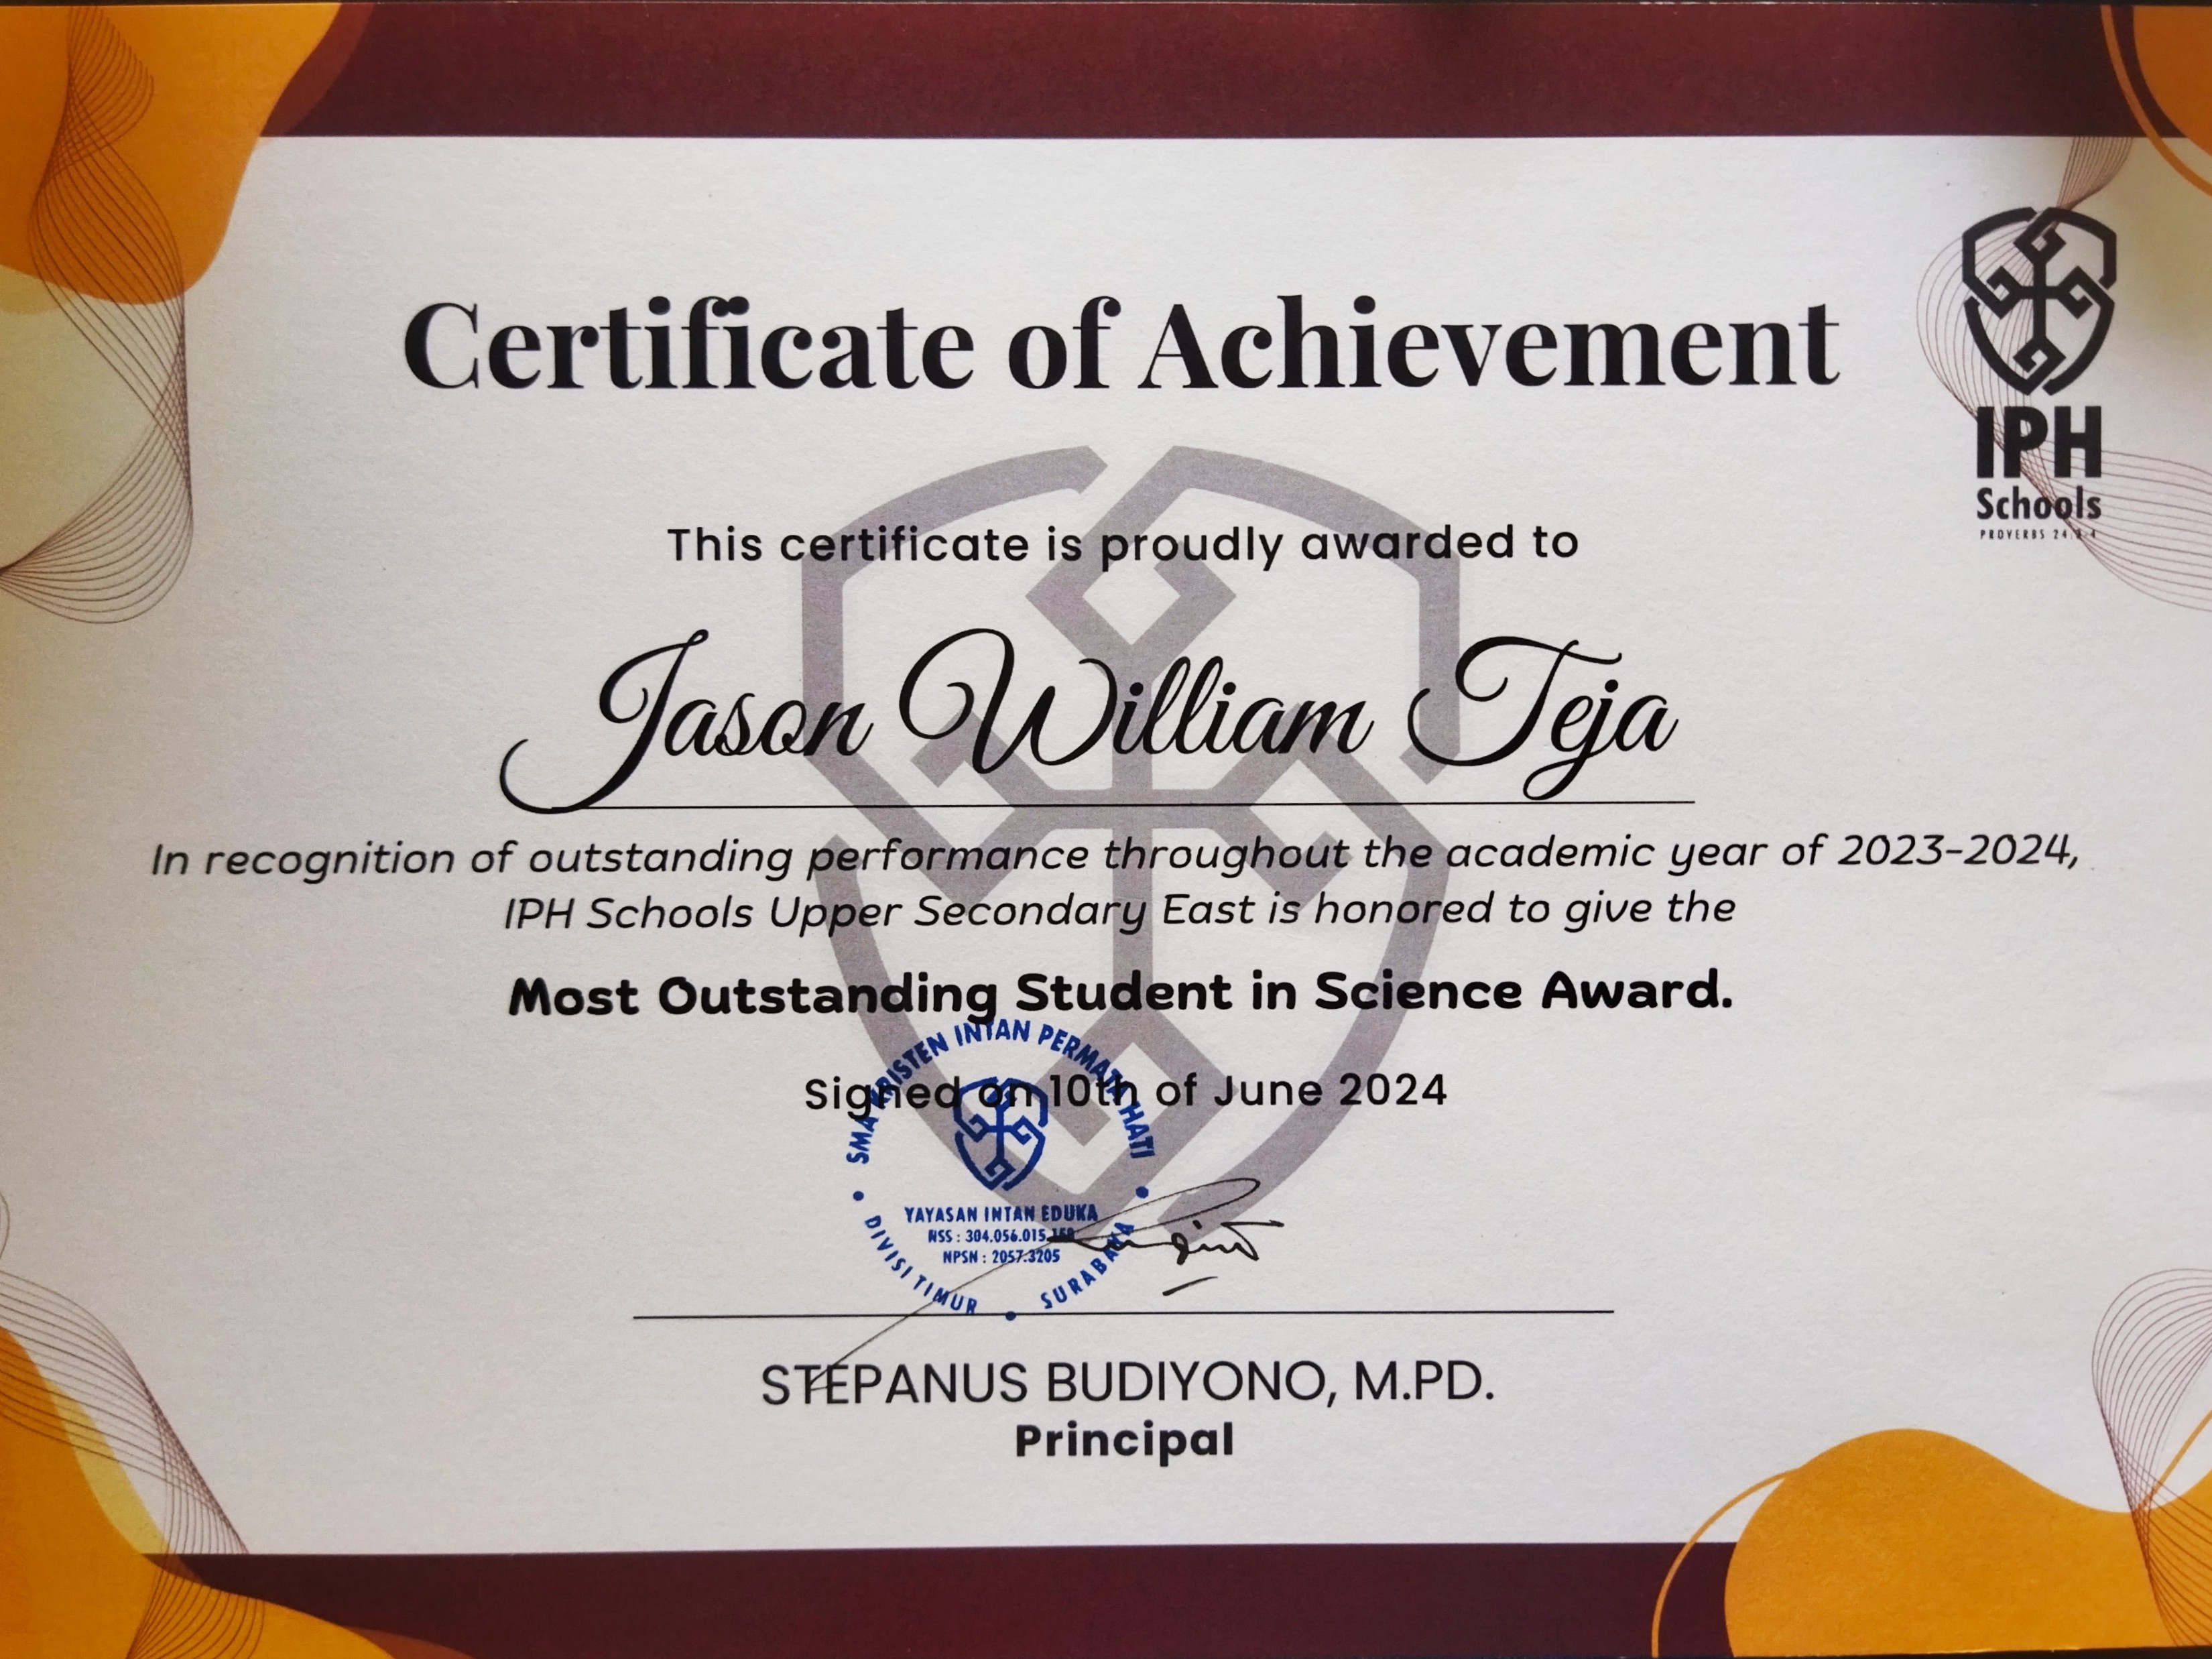 Certificate of Achievement
IPH
Schools
PROVERBS 24:3-4
This certificate is proudly awarded to
Jason William Teja
In recognition of outstanding performance throughout the academic year of 2023-2024,
IPH Schools Upper Secondary East is honored to give the
Most Outstanding Student in Science Award.
Signed on 10th of June 2024
SMA KRISTEN INTAN PERMATA HATI
YAYASAN INTAN EDUKA
NSS : 304.056.015.
NPSN : 2057.3205
DIVISI TIMUR • SURABAYA
STEPANUS BUDIYONO, M.PD.
Principal